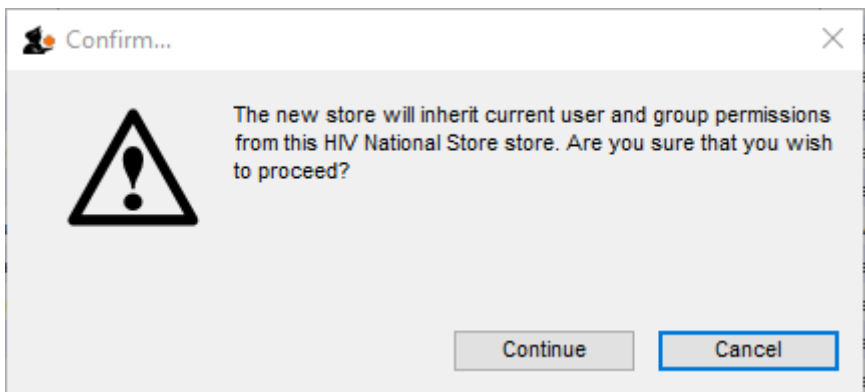 Confirm...
The new store will inherit current user and group permissions
from this HIV National Store store. Are you sure that you wish
to proceed?
Continue
Cancel